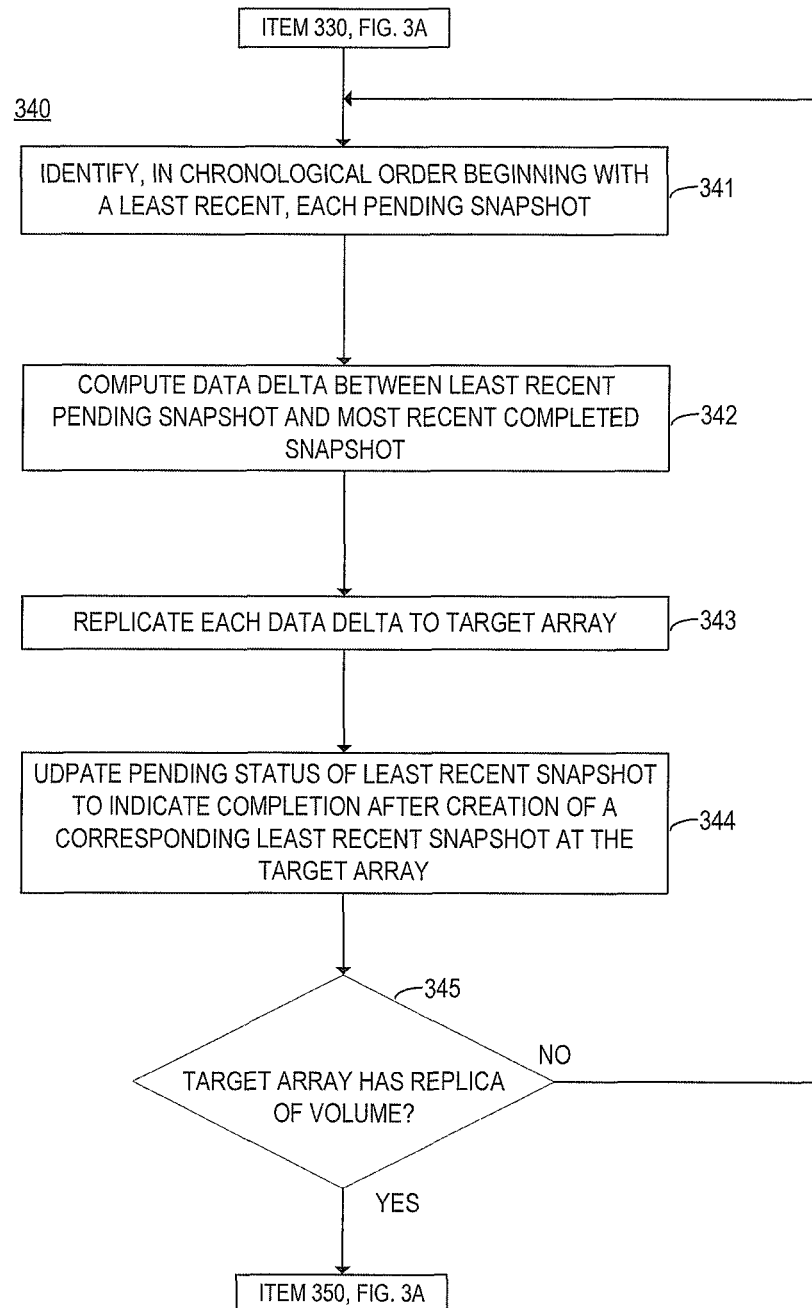 ITEM 330, FIG. 3A
340
IDENTIFY, IN CHRONOLOGICAL ORDER BEGINNING WITH
A LEAST RECENT, EACH PENDING SNAPSHOT
341
COMPUTE DATA DELTA BETWEEN LEAST RECENT
PENDING SNAPSHOT AND MOST RECENT COMPLETED
SNAPSHOT
342
REPLICATE EACH DATA DELTA TO TARGET ARRAY
343
UDPATE PENDING STATUS OF LEAST RECENT SNAPSHOT
TO INDICATE COMPLETION AFTER CREATION OF A
CORRESPONDING LEAST RECENT SNAPSHOT AT THE
TARGET ARRAY
344
345
TARGET ARRAY HAS REPLICA
OF VOLUME?
NO
YES
ITEM 350, FIG. 3A